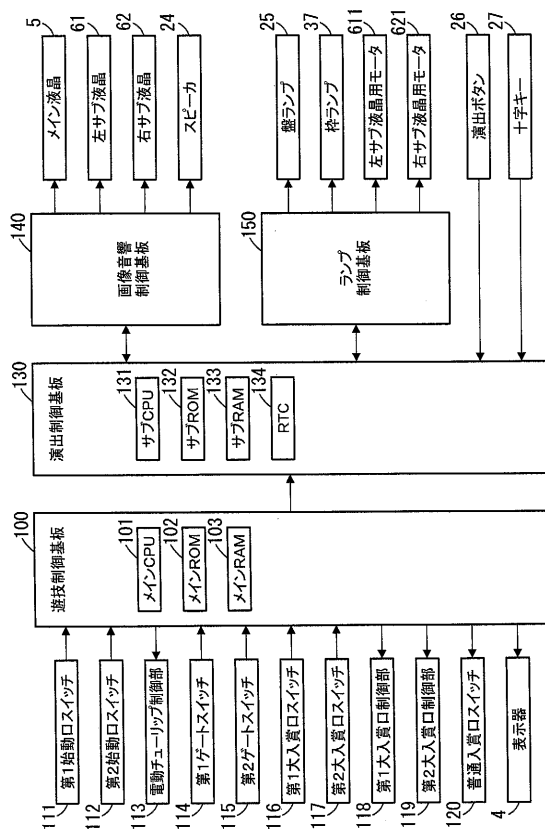 111
第1始動口スイッチ
112
第2始動口スイッチ
113
電動チューリップ制御部
114
第1ゲートスイッチ
115
第2ゲートスイッチ
116
第1大入賞口スイッチ
117
第2大入賞口スイッチ
118
第1大入賞口制御部
119
第2大入賞口制御部
120
普通入賞口スイッチ
4
表示器
100
遊技制御基板
101
メインCPU
102
メインROM
103
メインRAM
130
演出制御基板
131
サブCPU
132
サブROM
133
サブRAM
134
RTC
140
画像音響
制御基板
150
ランプ
制御基板
5
メイン液晶
61
左サブ液晶
62
右サブ液晶
24
スピーカ
25
盤ランプ
37
枠ランプ
611
左サブ液晶用モータ
621
右サブ液晶用モータ
26
演出ボタン
27
十字キー